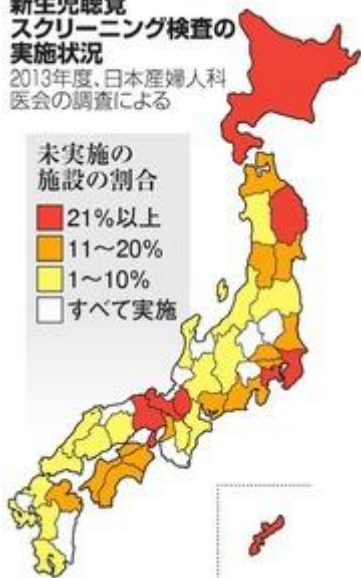 新生児聴覚
スクリーニング検査の
実施状況
2013年度、日本産婦人科
医会の調査による
未実施の
施設の割合
21%以上
11〜20%
1〜10%
すべて実施